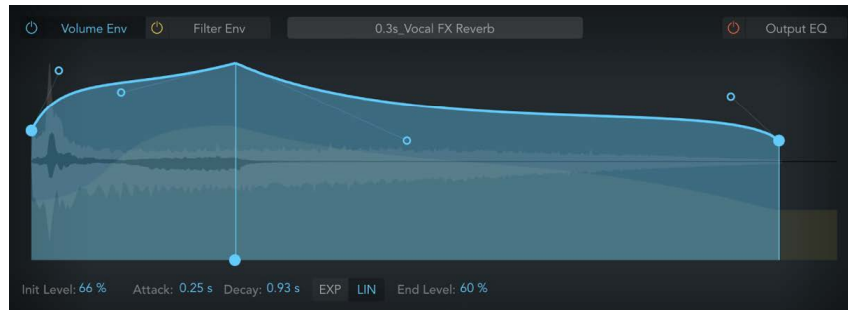 Volume Env Filter Env 0.3s_Vocal FX Reverb Output EQ
Init Level: 66 % Attack: 0.25 s Decay: 0.93 s EXP LIN End Level: 60 %